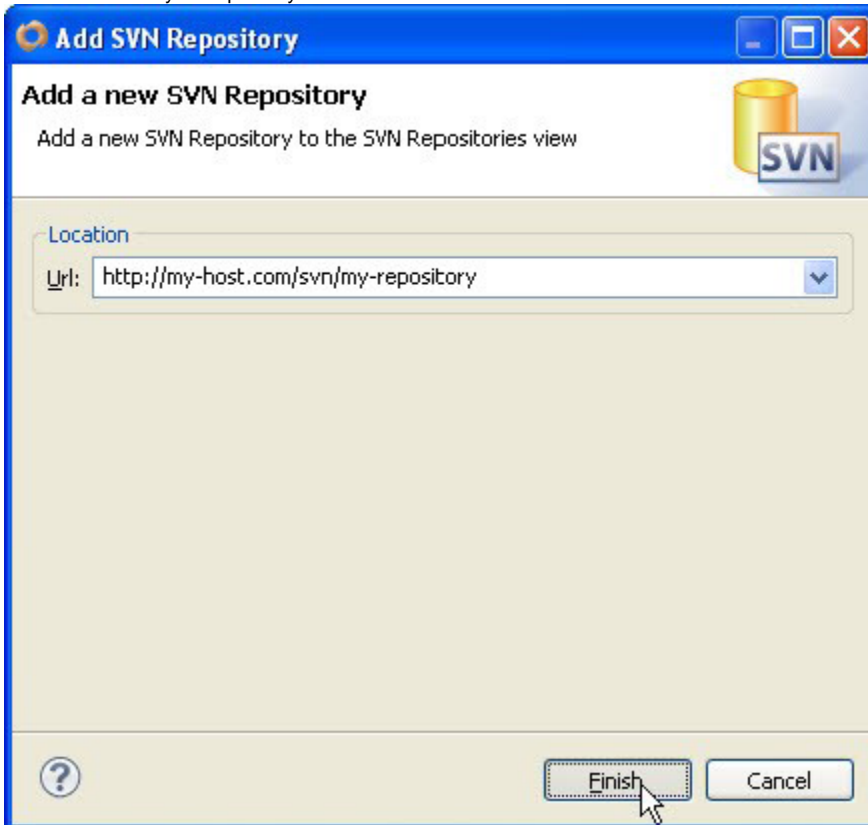 Add SVN Repository
Add a new SVN Repository
Add a new SVN Repository to the SVN Repositories view
SVN
Location
Url: http://my-host.com/svn/my-repository
?
Finish Cancel